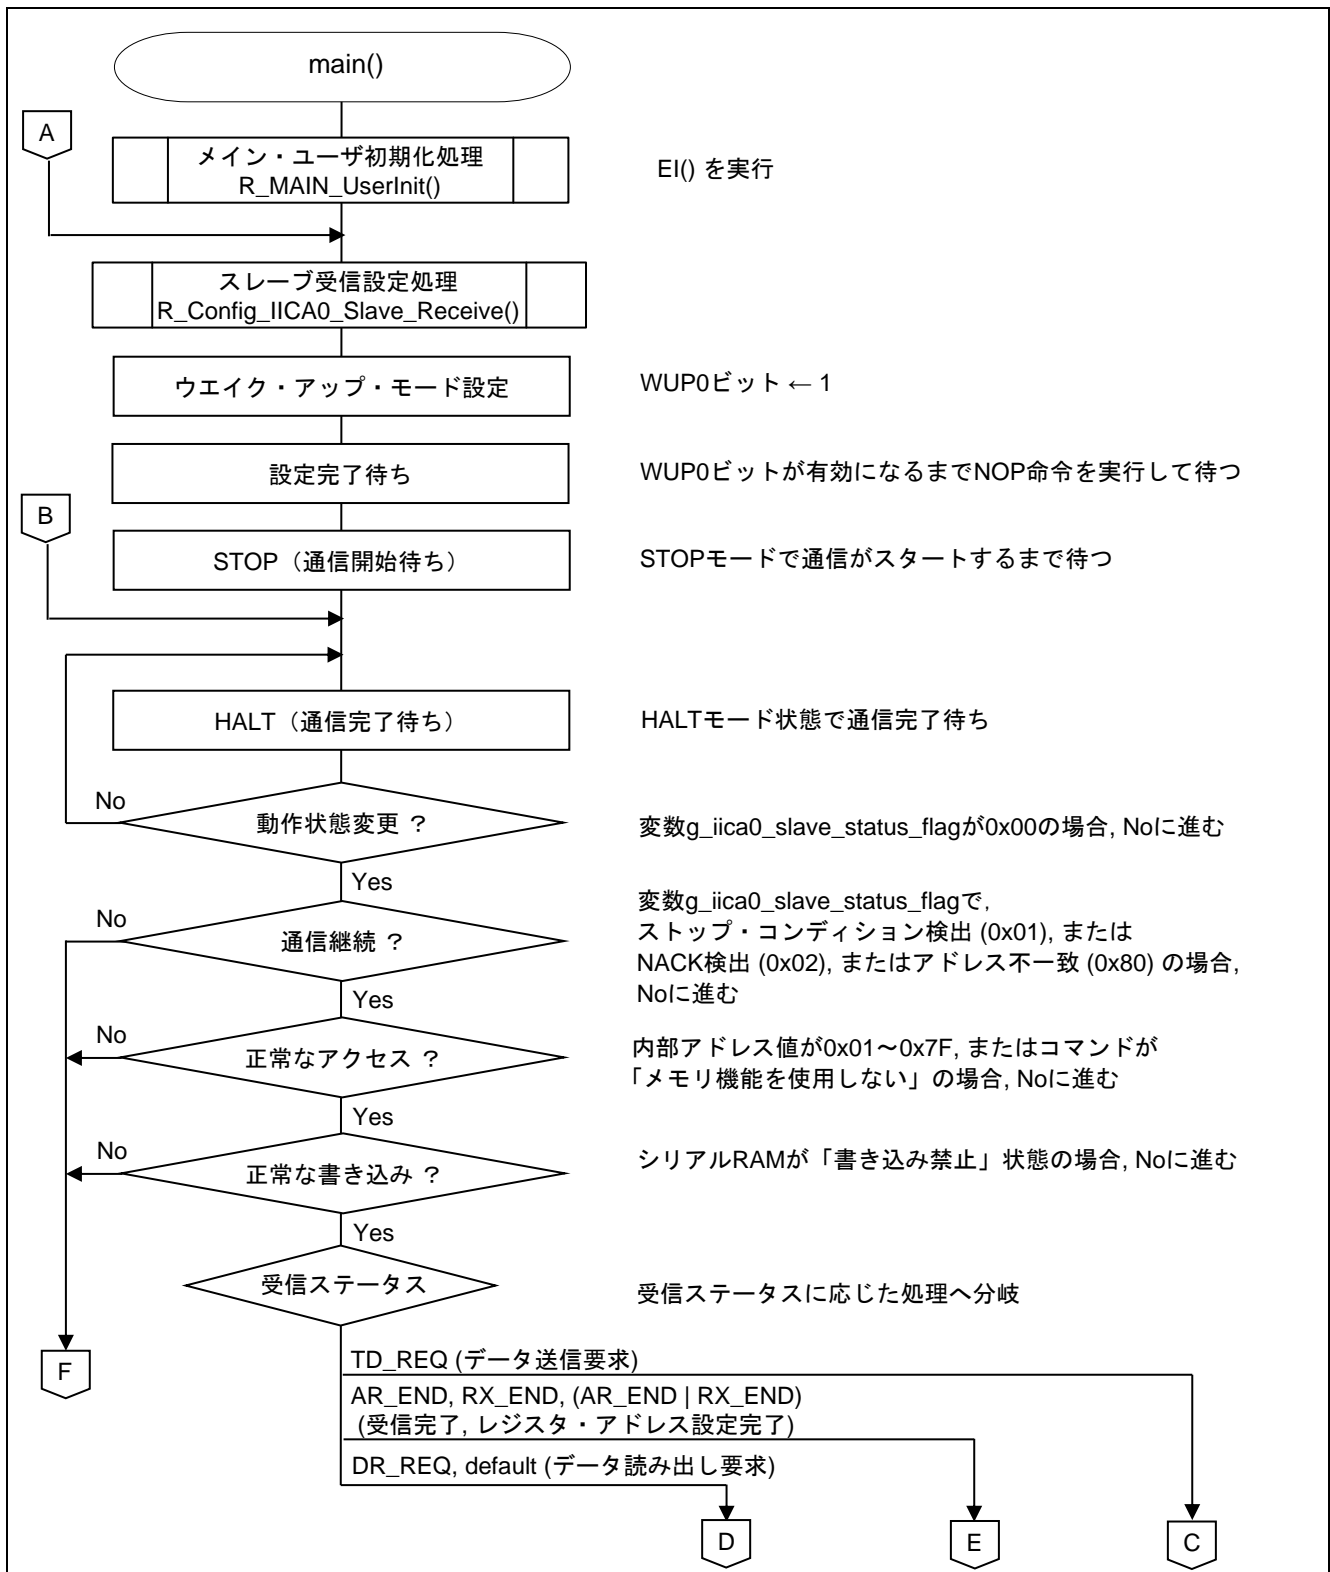 main()
A
メイン・ユーザ初期化処理
R_MAIN_UserInit()
EI() を実行
スレーブ受信設定処理
R_Config_IICA0_Slave_Receive()
ウエイク・アップ・モード設定
WUP0ビット ← 1
設定完了待ち
WUP0ビットが有効になるまでNOP命令を実行して待つ
B
STOP（通信開始待ち）
STOPモードで通信がスタートするまで待つ
HALT（通信完了待ち）
HALTモード状態で通信完了待ち
No
動作状態変更 ？
変数g_iica0_slave_status_flagが0x00の場合, Noに進む
Yes
No
通信継続 ？
変数g_iica0_slave_status_flagで,
ストップ・コンディション検出 (0x01), または
NACK検出 (0x02), またはアドレス不一致 (0x80) の場合,
Noに進む
Yes
No
正常なアクセス ？
内部アドレス値が0x01～0x7F, またはコマンドが
「メモリ機能を使用しない」の場合, Noに進む
Yes
No
正常な書き込み ？
シリアルRAMが「書き込み禁止」状態の場合, Noに進む
Yes
受信ステータス
受信ステータスに応じた処理へ分岐
F
TD_REQ (データ送信要求)
AR_END, RX_END, (AR_END | RX_END)
(受信完了, レジスタ・アドレス設定完了)
DR_REQ, default (データ読み出し要求)
D
E
C